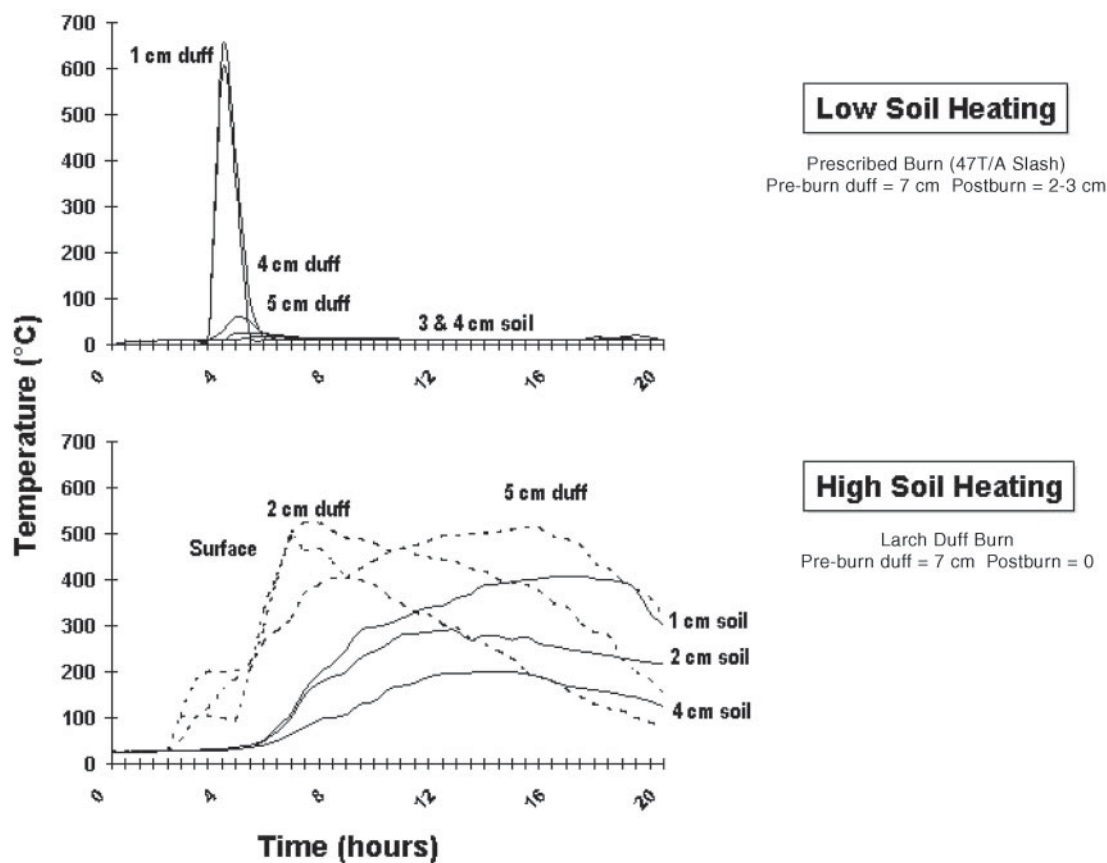 Temperature (°C)
700
600
500
400
300
200
100
0
1 cm duff
4 cm duff
5 cm duff
3 & 4 cm soil
0
4
8
12
16
20
Low Soil Heating
Prescribed Burn (47T/A Slash)
Pre-burn duff = 7 cm Postburn = 2-3 cm
700
600
500
400
300
200
100
0
Surface
2 cm duff
5 cm duff
1 cm soil
2 cm soil
4 cm soil
0
4
8
12
16
20
Time (hours)
High Soil Heating
Larch Duff Burn
Pre-burn duff = 7 cm Postburn = 0